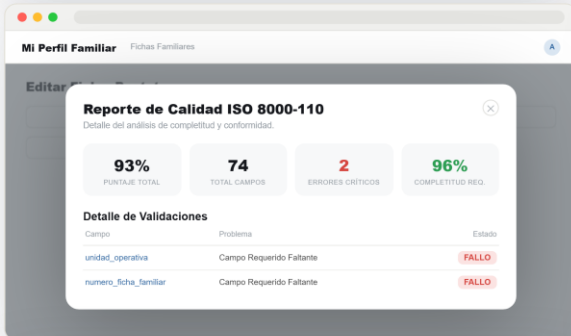 Mi Perfil Familiar Fichas Familiares A
Editar
Reporte de Calidad ISO 8000-110
Detalle del análisis de completitud y conformidad.
93% 74 2 96%
PUNTAJE TOTAL TOTAL CAMPOS ERRORES CRÍTICOS COMPLETITUD REQ.
Detalle de Validaciones
Campo Problema Estado
unidad_operativa Campo Requerido Faltante FALLO
numero_ficha_familiar Campo Requerido Faltante FALLO